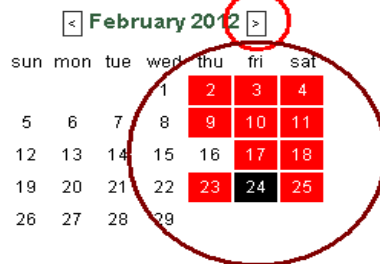 < February 2012 >
sun mon tue wed thu fri sat
1 2 3 4
5 6 7 8 9 10 11
12 13 14 15 16 17 18
19 20 21 22 23 24 25
26 27 28 29